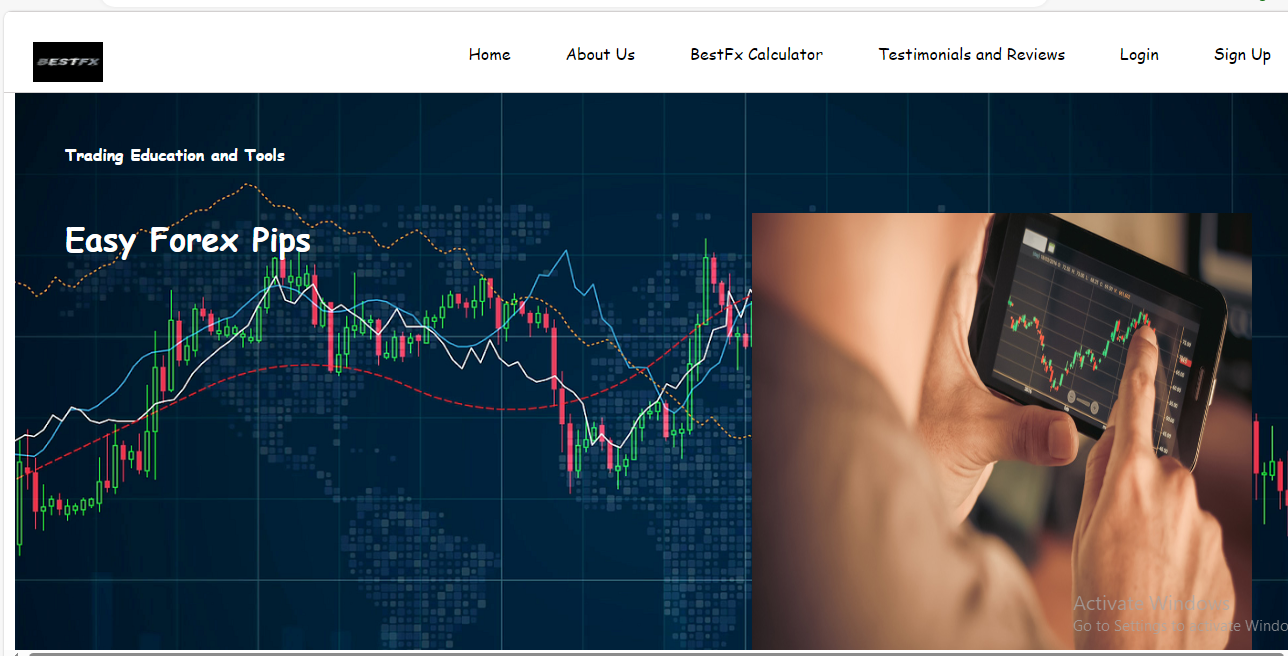 BESTFX
Home About Us BestFx Calculator Testimonials and Reviews Login Sign Up
Trading Education and Tools
Easy Forex Pips
Activate Windows
Go to Settings to activate Windo